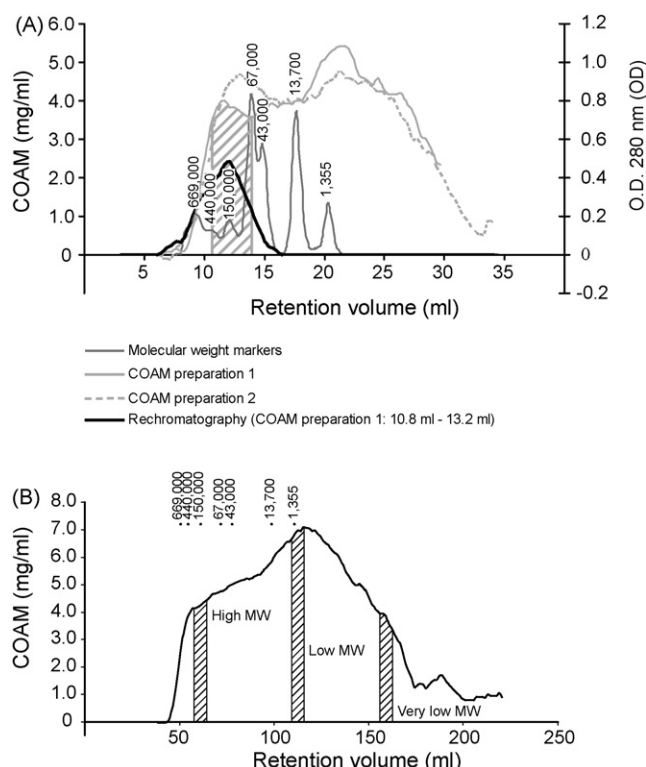 (A)
6.0
5.0
4.0
3.0
2.0
1.0
0
COAM (mg/ml)
669,000
440,000
150,000
67,000
43,000
13,700
1,355
1.2
1.0
0.8
0.6
0.4
0.2
0
-0.2
O.D. 280 nm (OD)
5 10 15 20 25 30 35
Retention volume (ml)
Molecular weight markers
COAM preparation 1
COAM preparation 2
Rechromatography (COAM preparation 1: 10.8 ml - 13.2 ml)
(B)
669,000
440,000
150,000
67,000
43,000
13,700
1,355
8.0
7.0
6.0
5.0
4.0
3.0
2.0
1.0
0
COAM (mg/ml)
High MW
Low MW
Very low MW
50 100 150 200 250
Retention volume (ml)